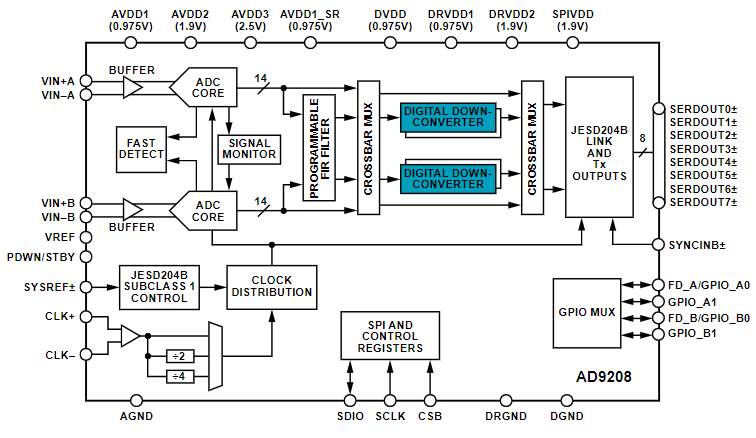 AVDD1
(0.975V)
AVDD2
(1.9V)
AVDD3
(2.5V)
AVDD1_SR
(0.975V)
DVDD
(0.975V)
DRVDD1
(0.975V)
DRVDD2
(1.9V)
SPIVDD
(1.9V)
BUFFER
VIN+A
VIN–A
ADC
CORE
14
FAST
DETECT
SIGNAL
MONITOR
PROGRAMMABLE
FIR FILTER
CROSSBAR MUX
DIGITAL DOWN-
CONVERTER
DIGITAL DOWN-
CONVERTER
CROSSBAR MUX
JESD204B
LINK
AND
Tx
OUTPUTS
8
SERDOUT0±
SERDOUT1±
SERDOUT2±
SERDOUT3±
SERDOUT4±
SERDOUT5±
SERDOUT6±
SERDOUT7±
VIN+B
VIN–B
BUFFER
ADC
CORE
14
VREF
PDWN/STBY
SYSREF±
JESD204B
SUBCLASS 1
CONTROL
CLOCK
DISTRIBUTION
SYNCINB±
CLK+
CLK–
÷2
÷4
SPI AND
CONTROL
REGISTERS
GPIO MUX
FD_A/GPIO_A0
GPIO_A1
FD_B/GPIO_B0
GPIO_B1
AD9208
AGND
SDIO
SCLK
CSB
DRGND
DGND